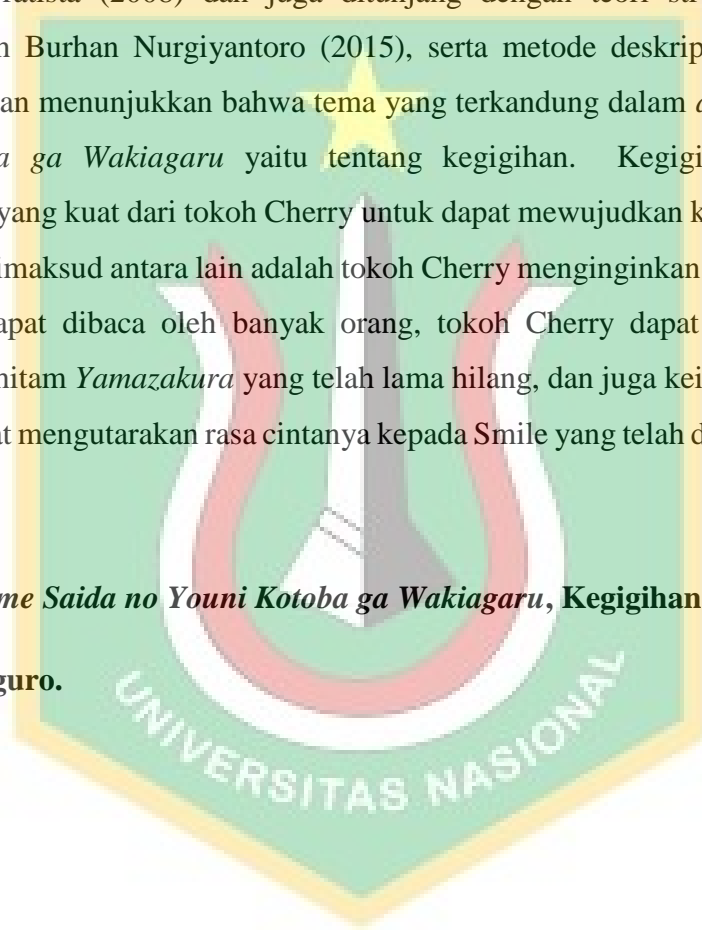 (2008) dan juga ditunjang dengan teori
Burhan Nurgiyantoro (2015), serta metode deskrip
an menunjukkan bahwa tema yang terkandung dalam
a ga Wakiagaru yaitu tentang kegigihan. Kegigi
yang kuat dari tokoh Cherry untuk dapat mewujudkan k
imaksud antara lain adalah tokoh Cherry menginginkan
apat dibaca oleh banyak orang, tokoh Cherry dapat
hitam Yamazakura yang telah lama hilang, dan juga kei
at mengutarakan rasa cintanya kepada Smile yang telah d
me Saida no Youni Kotoba ga Wakiagaru, Kegigihan
guro.
UNIVERSITAS NASIONAL